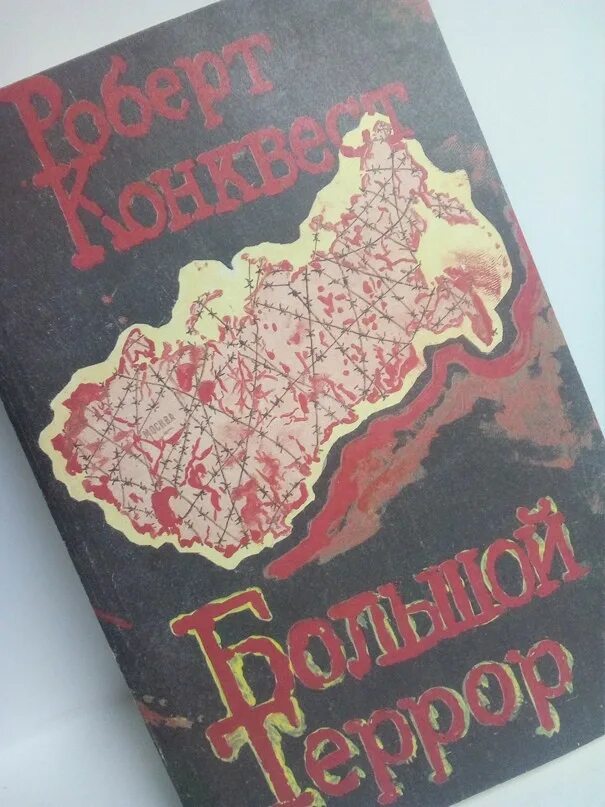 Роберт
Конквест
МОСКВА
Большой
Террор